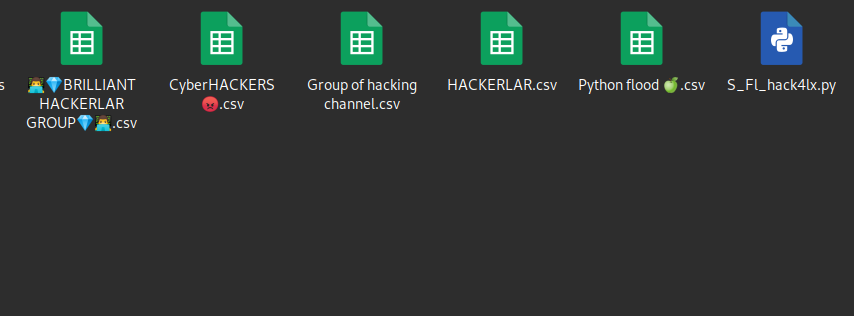 s
👨‍💻💎BRILLIANT
HACKERLAR
GROUP💎👨‍💻.csv
CyberHACKERS
😡.csv
Group of hacking
channel.csv
HACKERLAR.csv
Python flood 🍏.csv
S_Fl_hack4lx.py